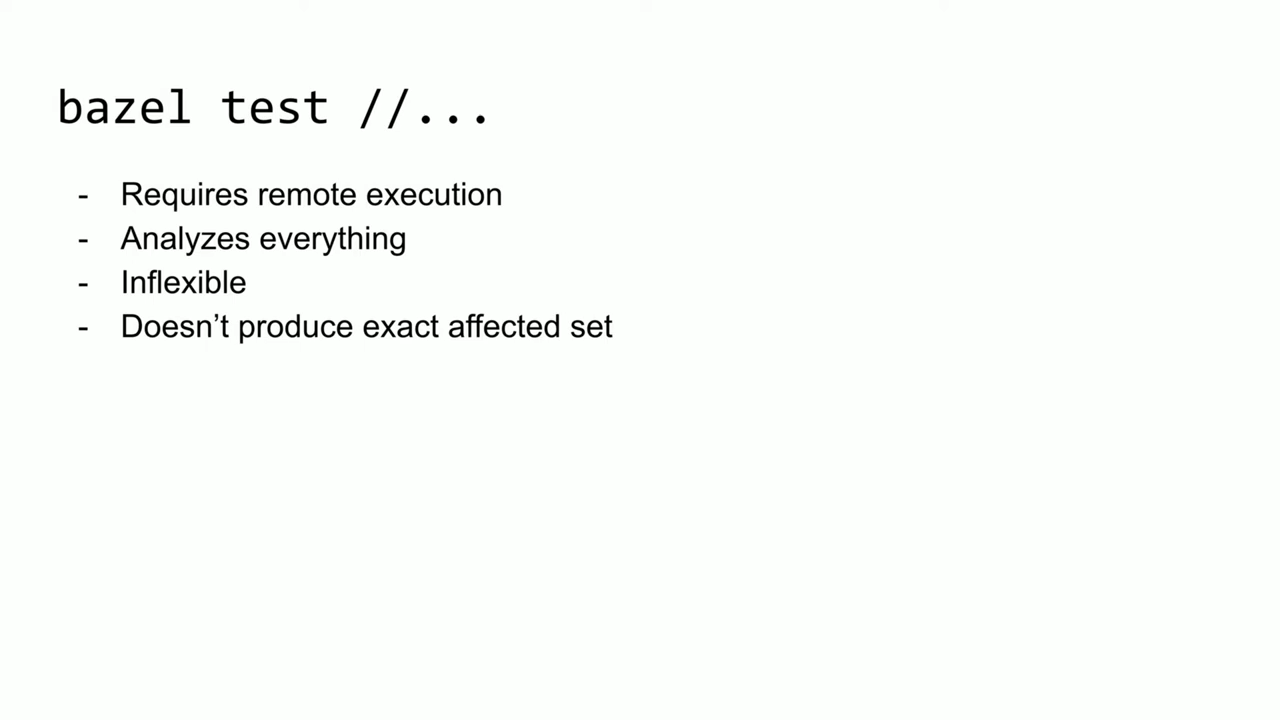 bazel test //...
- Requires remote execution
- Analyzes everything
- Inflexible
- Doesn’t produce exact affected set